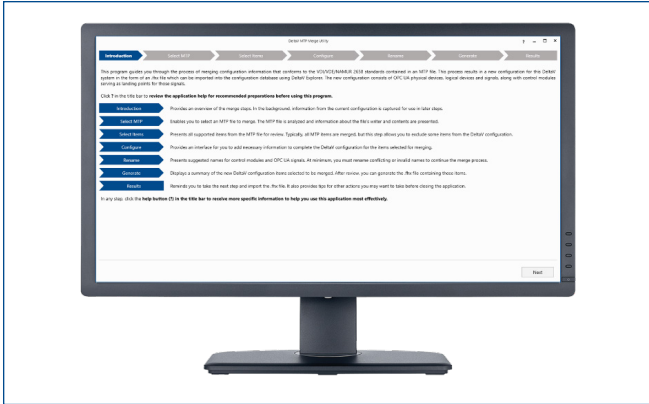 DeltaV MTP Merge Utility
Introduction Select MTP Select Items Configure Rename Generate Results
This program guides you through the process of merging configuration information that conforms to the VDI/VDE/NAMUR 2658 standards contained in an MTP file. This process results in a new configuration for this DeltaV
system in the form of an .fhx file which can be imported into the configuration database using DeltaV Explorer. The new configuration consists of OPC UA physical devices, logical devices and signals, along with control modules
serving as landing points for those signals.
Click ? in the title bar to review the application help for recommended preparations before using this program.
Introduction Provides an overview of the merge steps. In the background, information from the current configuration is captured for use in later steps.
Select MTP Enables you to select an MTP file to merge. The MTP file is analyzed and information about the file's writer and contents are presented.
Select Items Presents all supported items from the MTP file for review. Typically, all MTP items are merged, but this step allows you to exclude some items from the DeltaV configuration.
Configure Provides an interface for you to add necessary information to complete the DeltaV configuration for the items selected for merging.
Rename Presents suggested names for control modules and OPC UA signals. At minimum, you must rename conflicting or invalid names to continue the merge process.
Generate Displays a summary of the new DeltaV configuration items selected to be merged. After review, you can generate the .fhx file containing those items.
Results Reminds you to take the next step and import the .fhx file. It also provides tips for other actions you may want to take before closing the application.
In any step, click the help button (?) in the title bar to receive more specific information to help you use this application most effectively.
Next